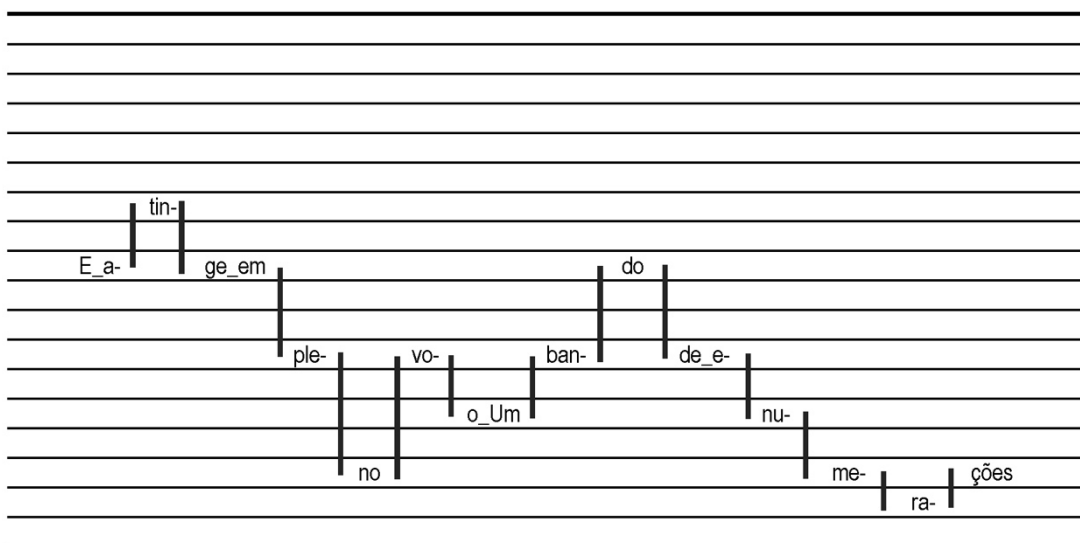 E_a- tin- ge_em ple- no vo- o_Um ban- do de_e- nu- me- ra- ções